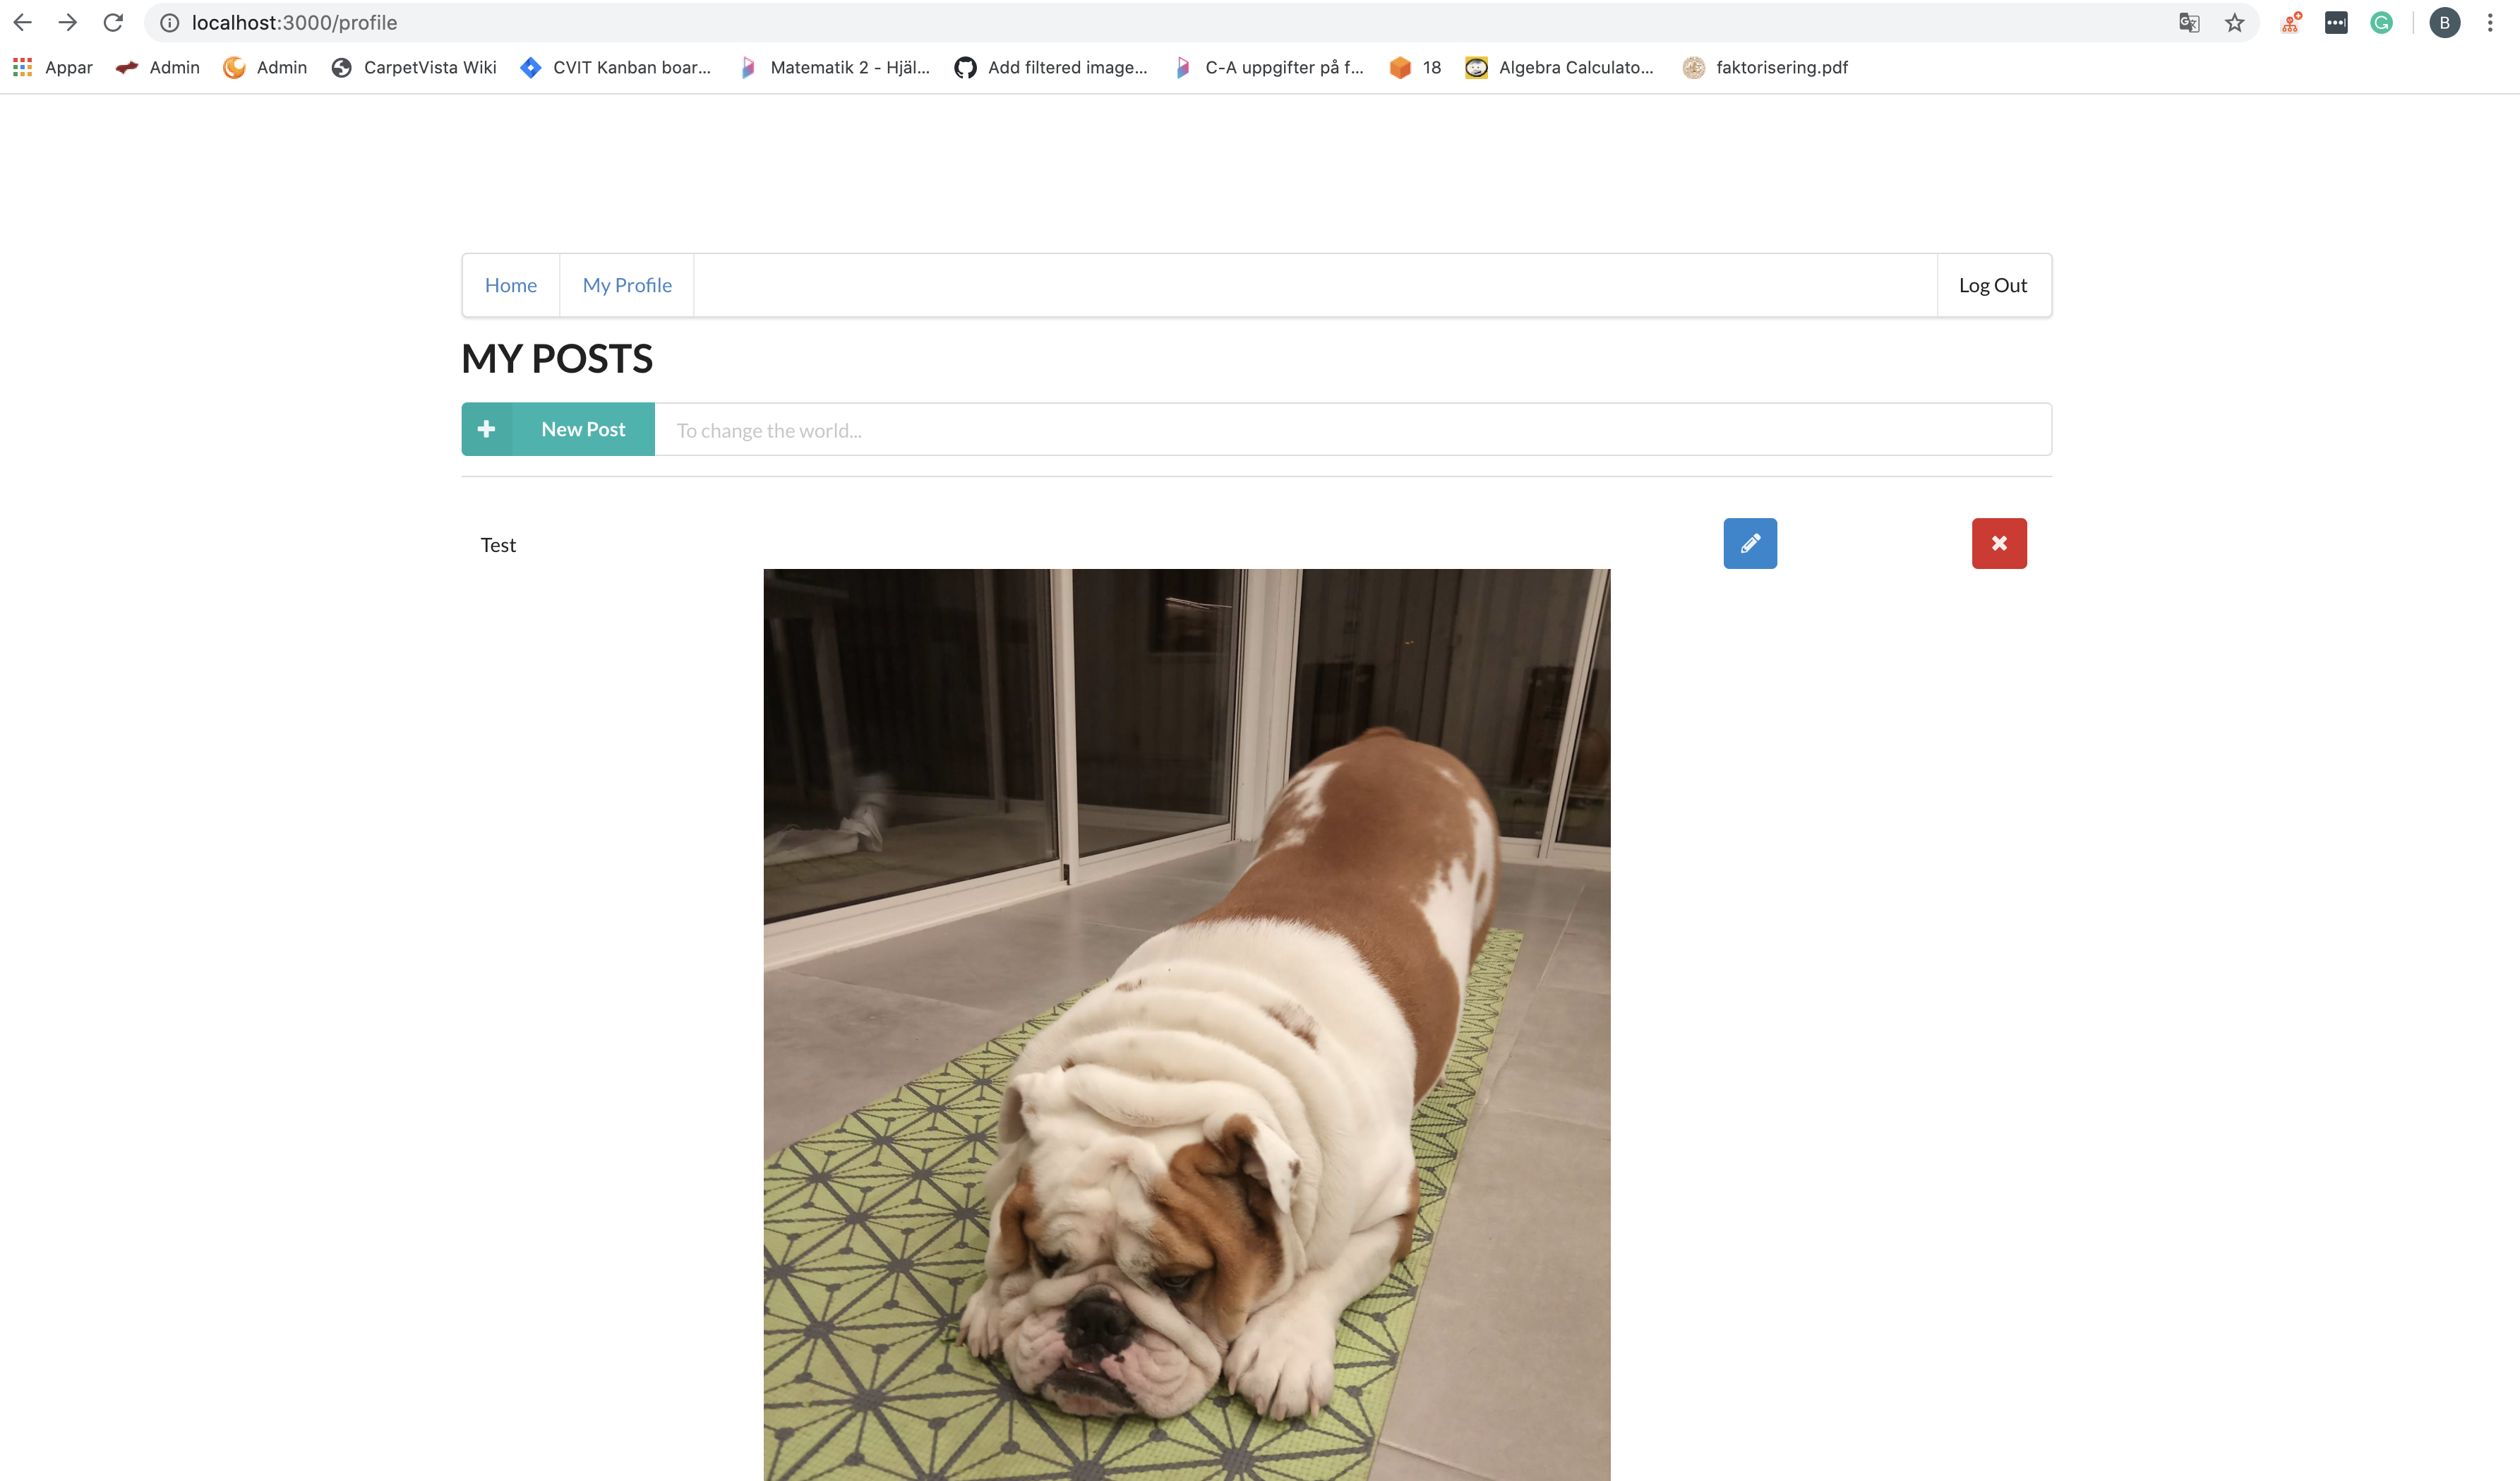 localhost:3000/profile
B
Appar Admin Admin CarpetVista Wiki CVIT Kanban boar... Matematik 2 - Hjäl... Add filtered image... C-A uppgifter på f... 18 Algebra Calculato... faktorisering.pdf
Home My Profile Log Out
MY POSTS
New Post To change the world...
Test